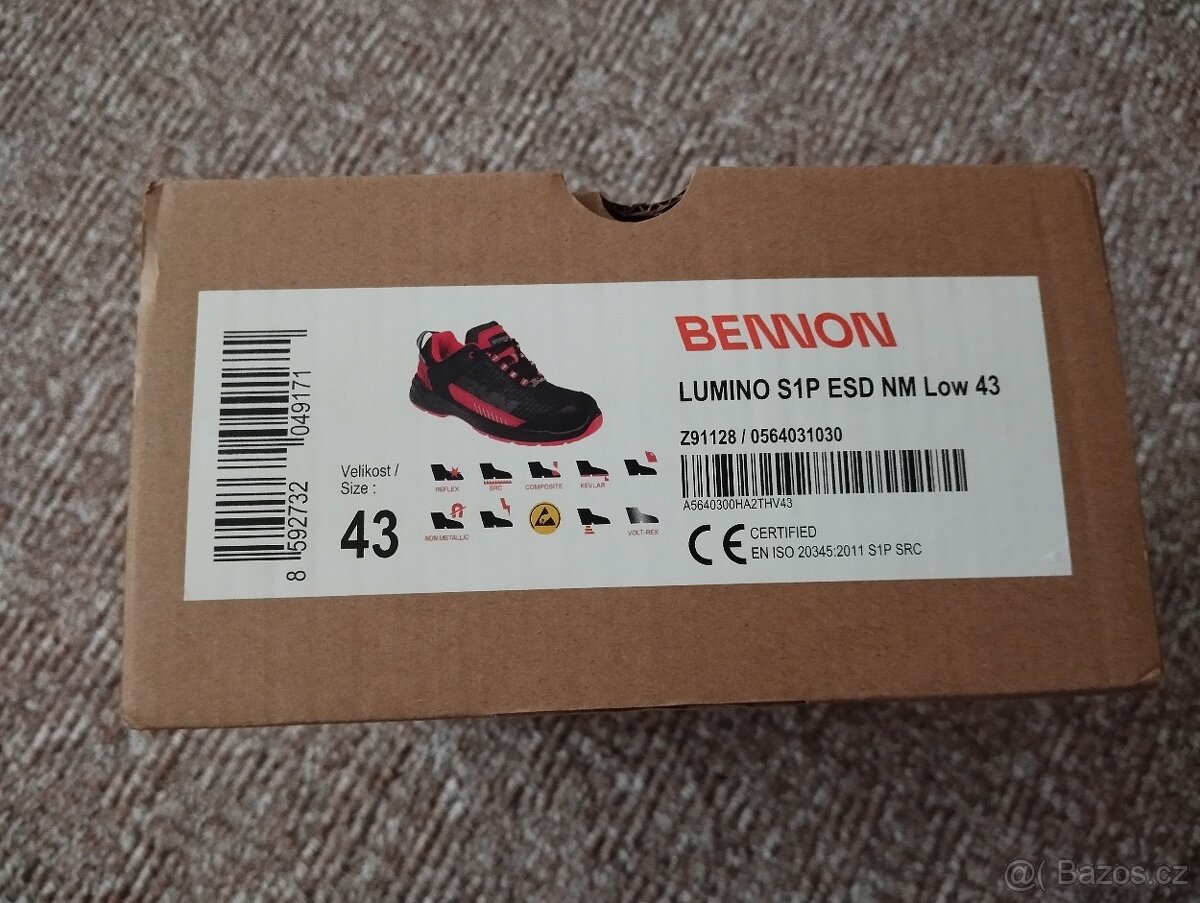 8 592732 049171
Velikost /
Size :
43
REFLEX
SRC
COMPOSITE
KEVLAR
NON METALLIC
VOLT-REX
BENNON
LUMINO S1P ESD NM Low 43
Z91128 / 0564031030
A5640300HA2THV43
CE CERTIFIED
EN ISO 20345:2011 S1P SRC
@( Bazos.cz